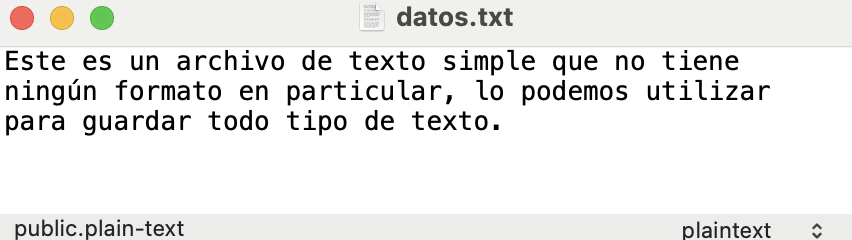 datos.txt
Este es un archivo de texto simple que no tiene
ningún formato en particular, lo podemos utilizar
para guardar todo tipo de texto.
public.plain-text
plaintext